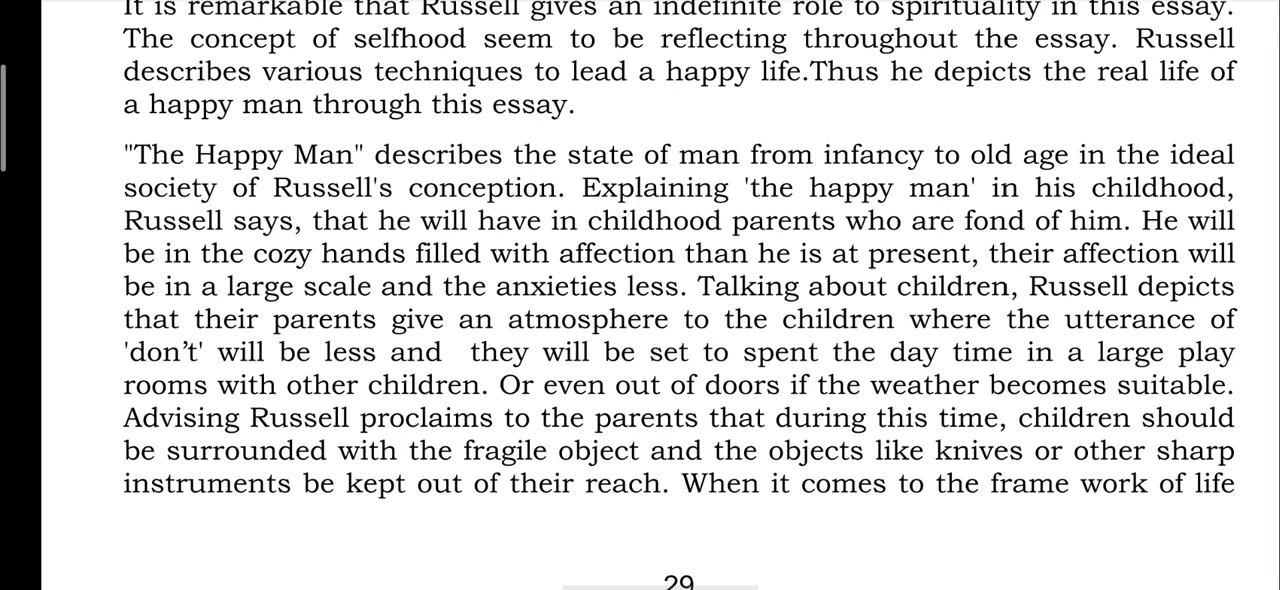 It is remarkable that Russell gives an indefinite role to spirituality in this essay.
The concept of selfhood seem to be reflecting throughout the essay. Russell
describes various techniques to lead a happy life.Thus he depicts the real life of
a happy man through this essay.
"The Happy Man" describes the state of man from infancy to old age in the ideal
society of Russell's conception. Explaining 'the happy man' in his childhood,
Russell says, that he will have in childhood parents who are fond of him. He will
be in the cozy hands filled with affection than he is at present, their affection will
be in a large scale and the anxieties less. Talking about children, Russell depicts
that their parents give an atmosphere to the children where the utterance of
'don’t' will be less and  they will be set to spent the day time in a large play
rooms with other children. Or even out of doors if the weather becomes suitable.
Advising Russell proclaims to the parents that during this time, children should
be surrounded with the fragile object and the objects like knives or other sharp
instruments be kept out of their reach. When it comes to the frame work of life
29